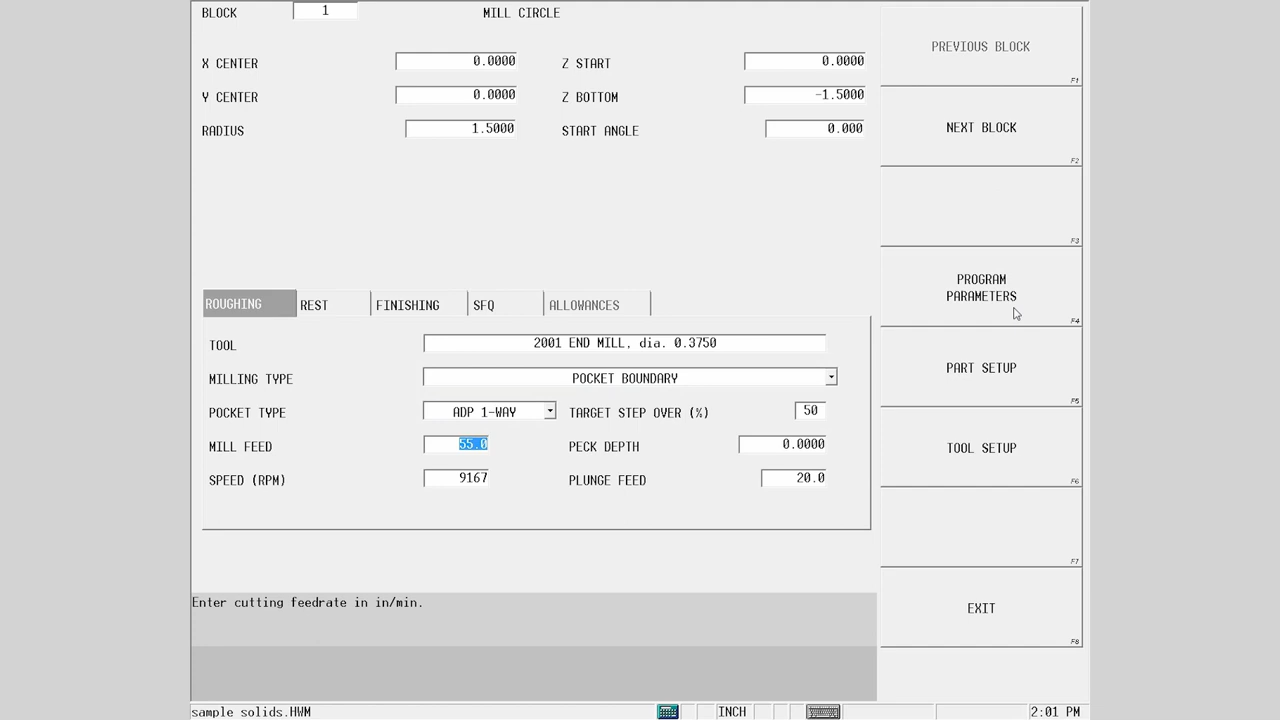 BLOCK 1 MILL CIRCLE
PREVIOUS BLOCK
F1
X CENTER 0.0000 Z START 0.0000
Y CENTER 0.0000 Z BOTTOM -1.5000
RADIUS 1.5000 START ANGLE 0.000
NEXT BLOCK
F2
F3
PROGRAM
PARAMETERS
F4
ROUGHING REST FINISHING SFQ ALLOWANCES
TOOL 2001 END MILL, dia. 0.3750
MILLING TYPE POCKET BOUNDARY
POCKET TYPE ADP 1-WAY TARGET STEP OVER (%) 50
MILL FEED 55.0 PECK DEPTH 0.0000
SPEED (RPM) 9167 PLUNGE FEED 20.0
PART SETUP
F5
TOOL SETUP
F6
F7
EXIT
F8
Enter cutting feedrate in in/min.
sample solids.HWM INCH 2:01 PM